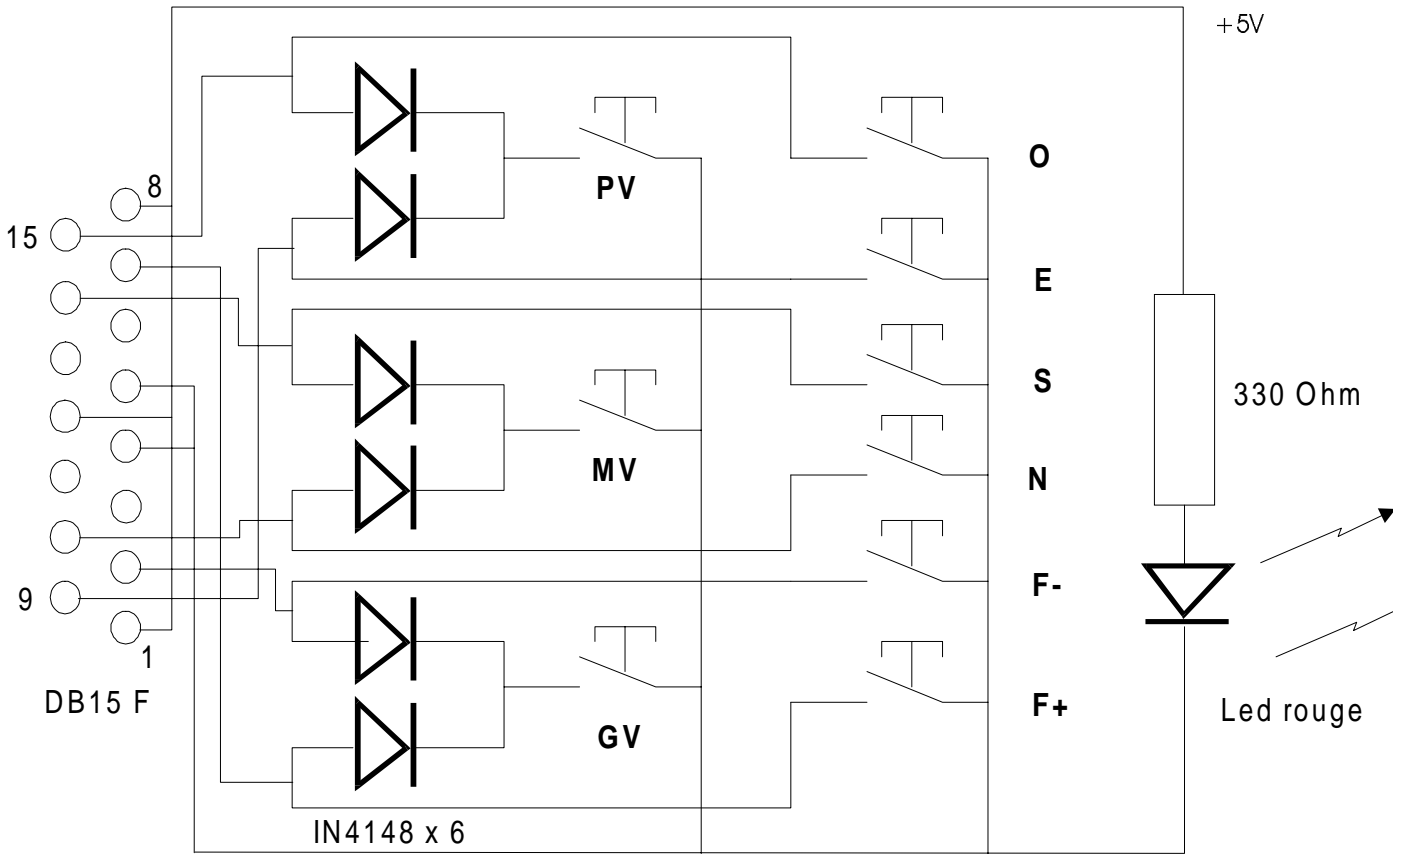 +5V
8
15
O
PV
E
S
330 Ohm
MV
N
F-
9
1
DB15 F
F+
Led rouge
GV
IN4148 x 6